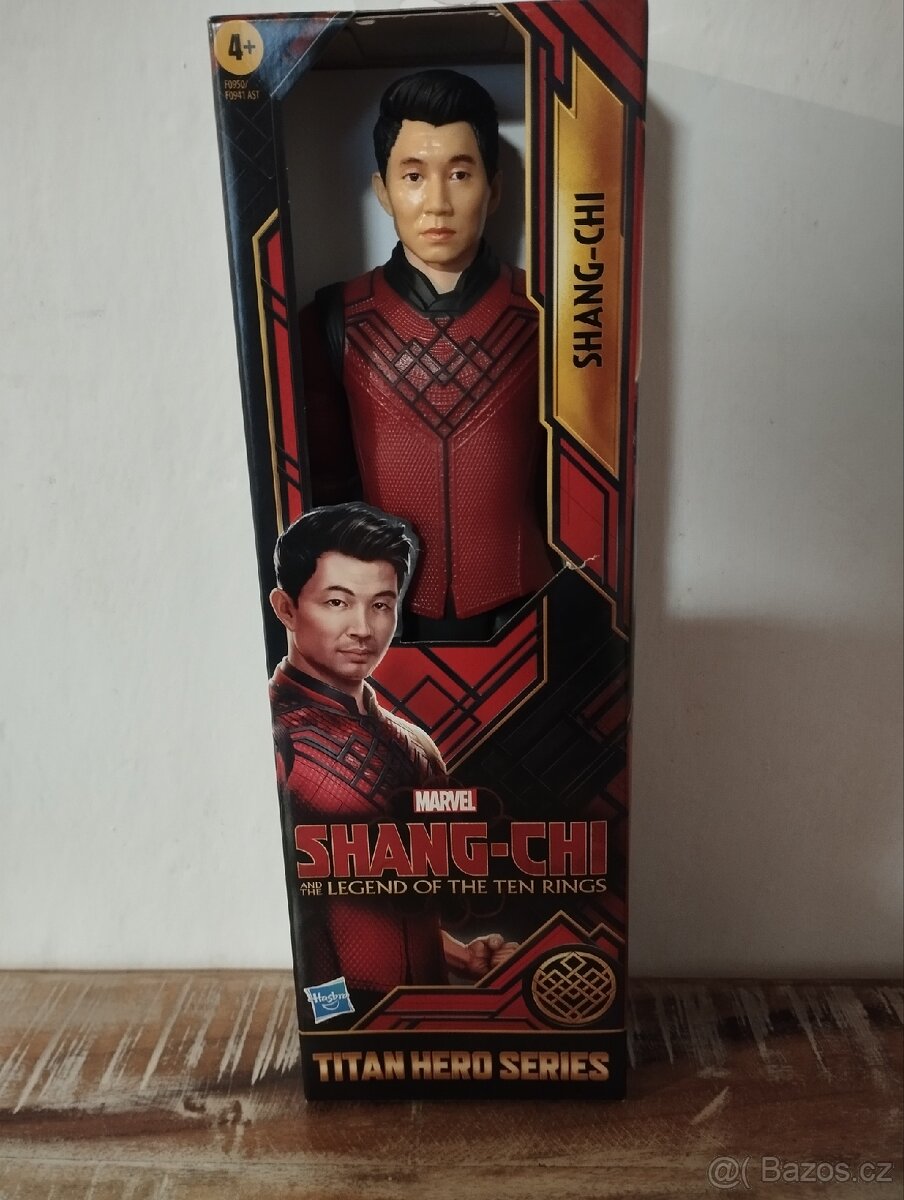 4+
F0950/
F0941 AST
SHANG-CHI
MARVEL
SHANG-CHI
AND THE LEGEND OF THE TEN RINGS
Hasbro
TITAN HERO SERIES
@( Bazos.cz